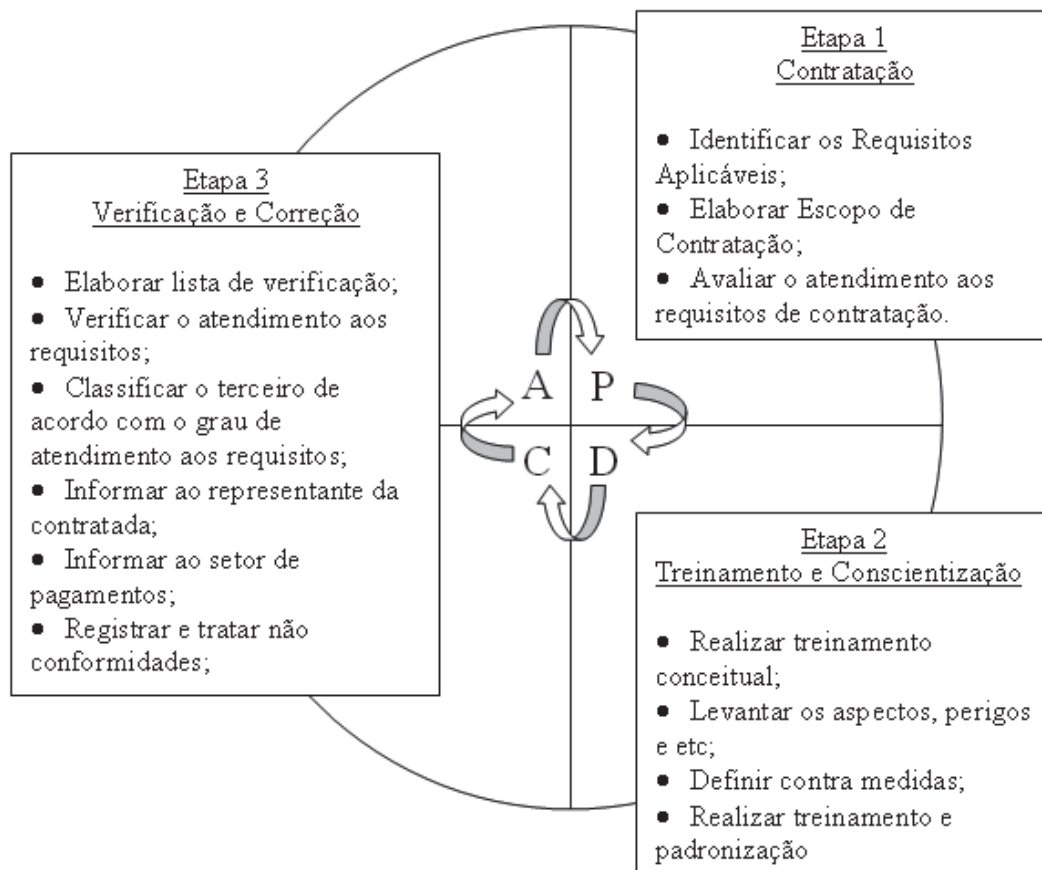 Etapa 1
Contratação
● Identificar os Requisitos
Aplicáveis;
● Elaborar Escopo de
Contratação;
● Avaliar o atendimento aos
requisitos de contratação.
Etapa 3
Verificação e Correção
● Elaborar lista de verificação;
● Verificar o atendimento aos
requisitos;
● Classificar o terceiro de
acordo com o grau de
atendimento aos requisitos;
● Informar ao representante da
contratada;
● Informar ao setor de
pagamentos;
● Registrar e tratar não
conformidades;
A P
C D
Etapa 2
Treinamento e Conscientização
● Realizar treinamento
conceitual;
● Levantar os aspectos, perigos
e etc;
● Definir contra medidas;
● Realizar treinamento e
padronização